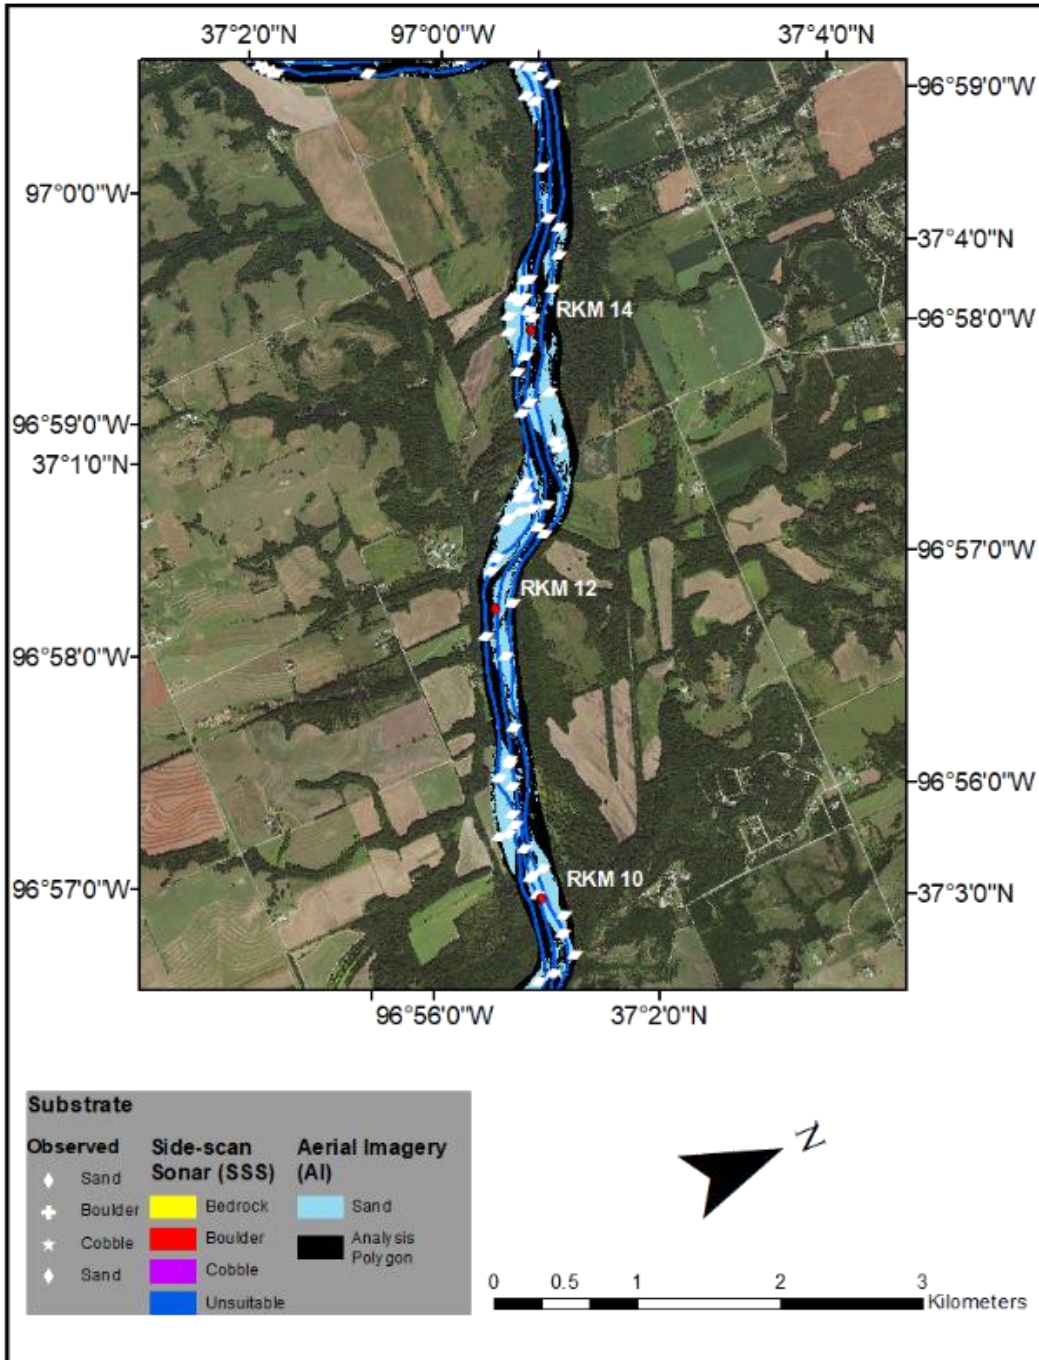 37°2'0"N 97°0'0"W 37°4'0"N
96°59'0"W
97°0'0"W
37°4'0"N
RKM 14
96°58'0"W
96°59'0"W
37°1'0"N
96°57'0"W
RKM 12
96°58'0"W
96°56'0"W
RKM 10
96°57'0"W
37°3'0"N
96°56'0"W 37°2'0"N
Substrate
Observed
Sand
Boulder
Cobble
Sand
Side-scan
Sonar (SSS)
Bedrock
Boulder
Cobble
Unsuitable
Aerial Imagery
(AI)
Sand
Analysis
Polygon
N
0 0.5 1 2 3
Kilometers